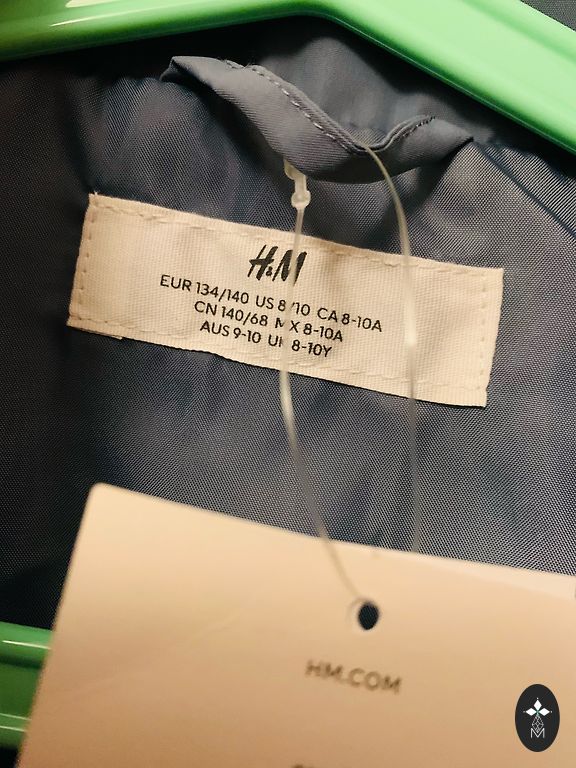 H&M
EUR 134/140 US 8/10 CA 8-10A
CN 140/68 MX 8-10A
AUS 9-10 UK 8-10Y
HM.COM
M